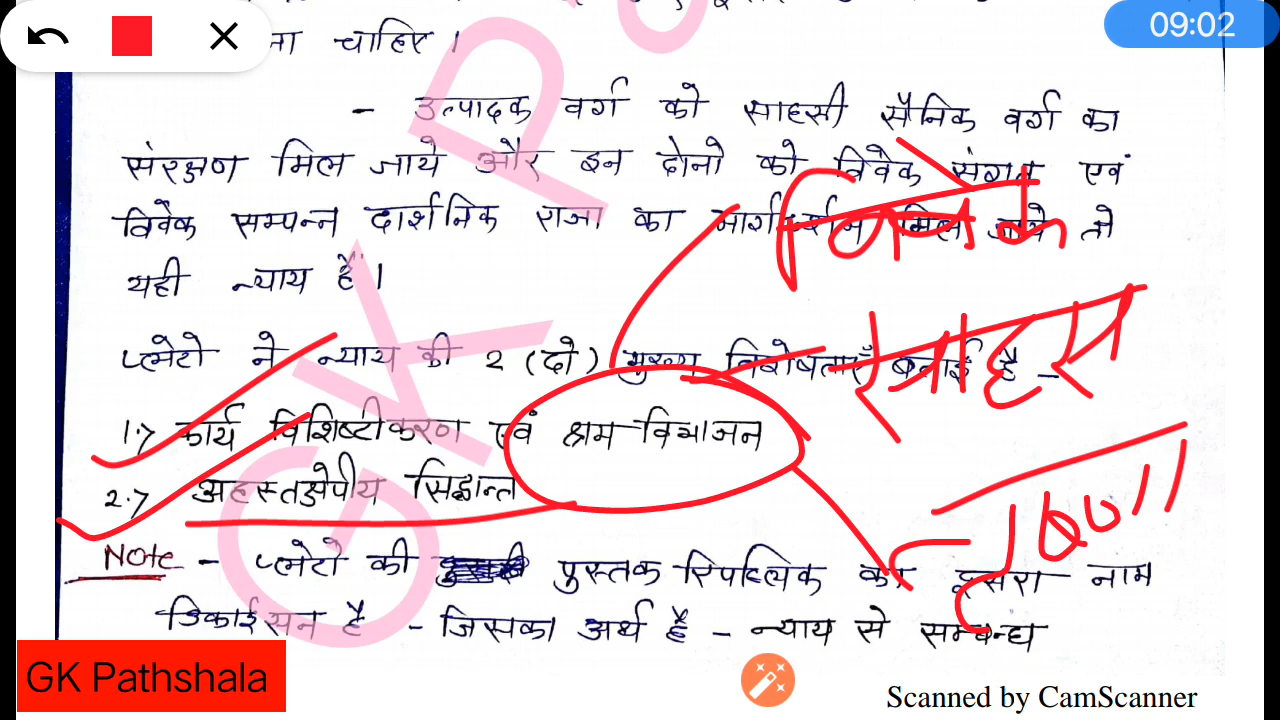 09:02
ना चाहिए ।
- उत्पादक वर्ग को साहसी सैनिक वर्ग का
संरक्षण मिल जाये और इन दोनो को विवेक संगत एवं
विवेक सम्पन्न दार्शनिक राजा का मार्गदर्शन मिल जाये तो
यही न्याय है ।
प्लेटो ने न्याय की 2 (दो) मुख्य विशेषताएँ बताई है -
1.7 कार्य विशिष्टीकरण एवं श्रम विभाजन
2.7 अहस्तक्षेपीय सिद्धान्त
विवेक
साहस
Note - प्लेटो की पुस्तक रिपब्लिक का दूसरा नाम
डिकाईसन है - जिसका अर्थ है - न्याय से सम्बन्ध
GK Pathshala
Scanned by CamScanner